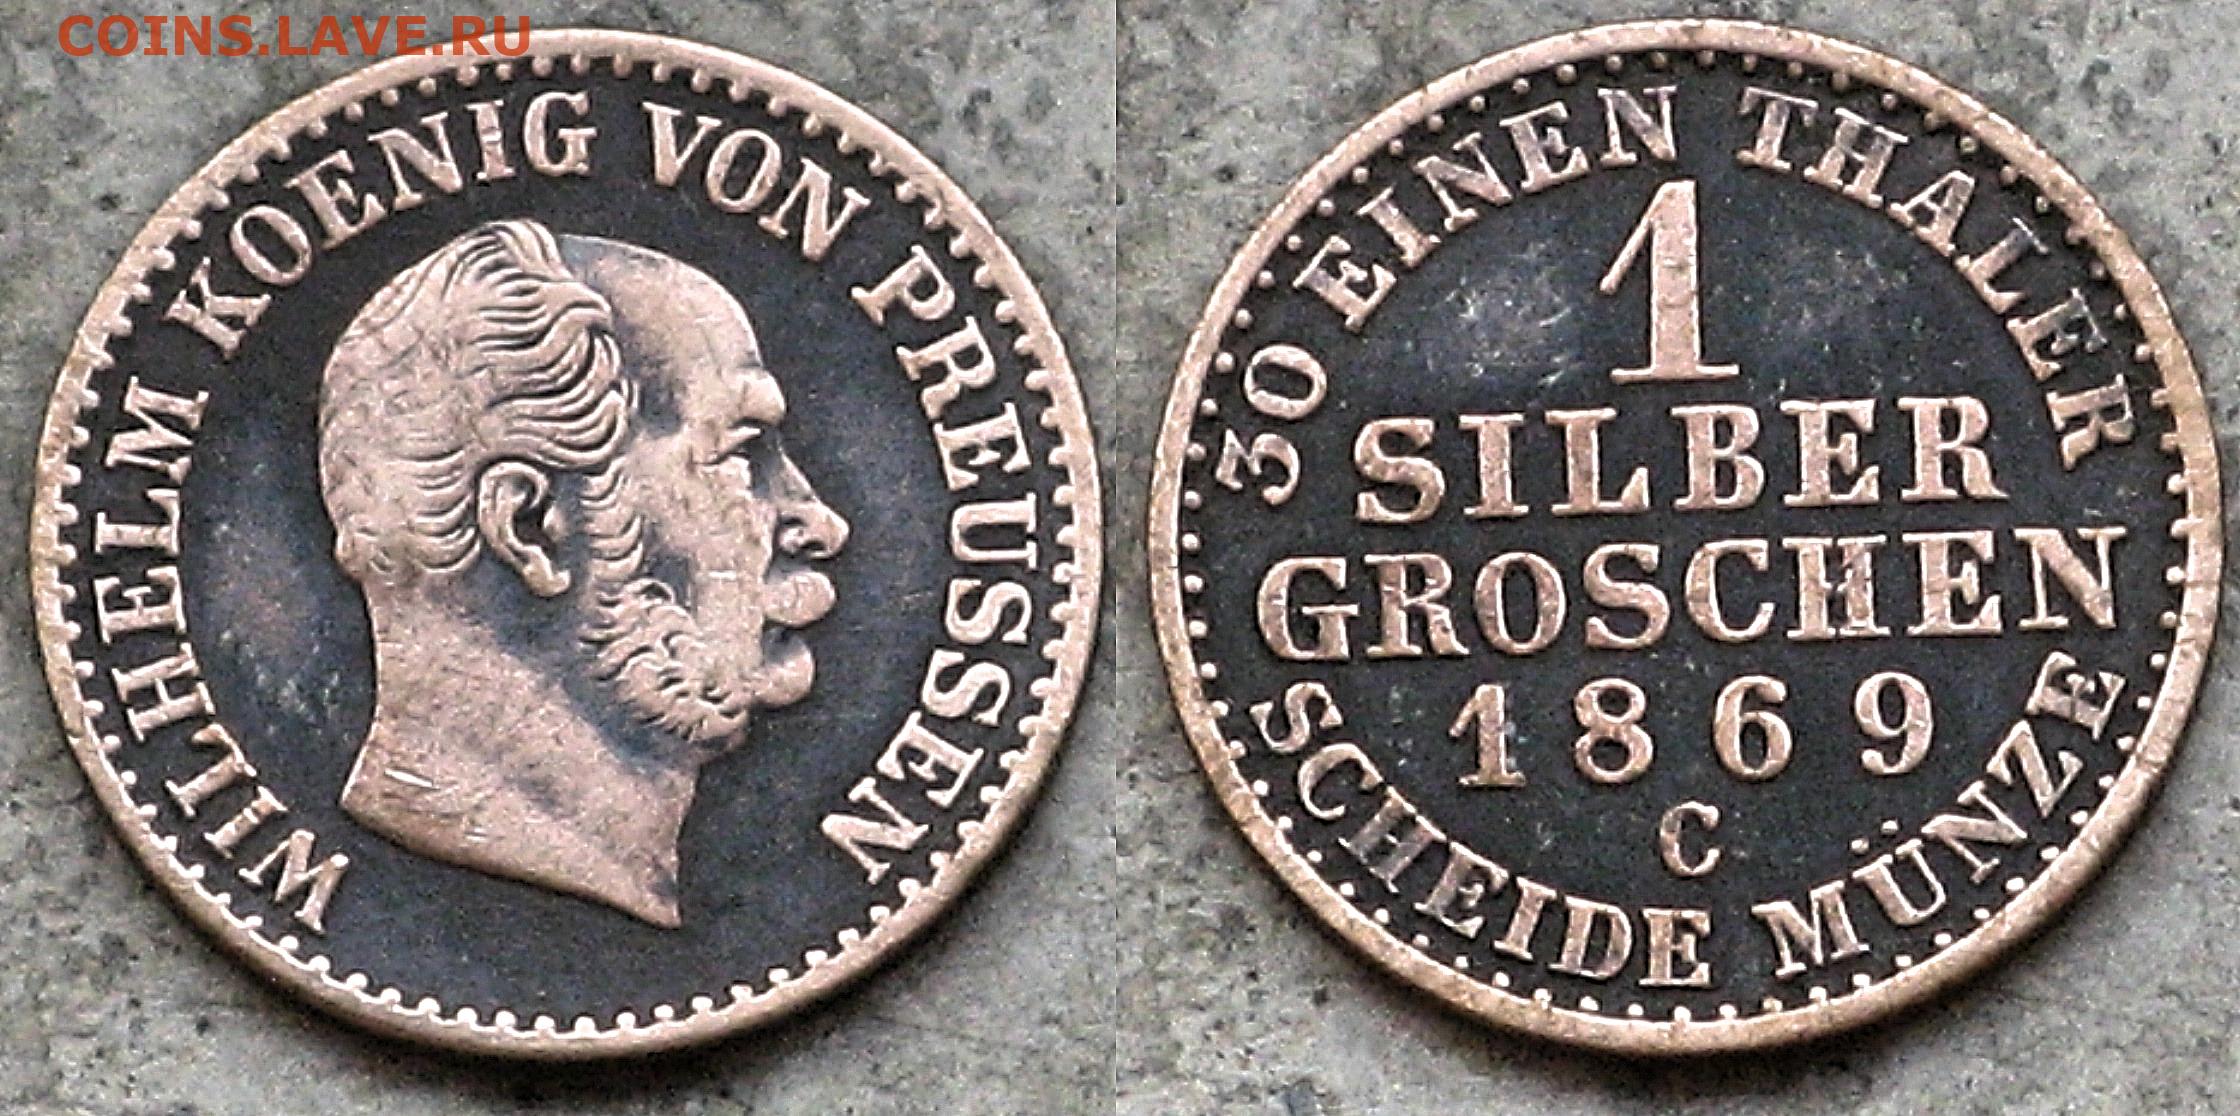 COINS.LAVE.RU
WILHELM KOENIG VON PREUSSEN
30 EINEN THALER
1
SILBER
GROSCHEN
1869
C
SCHEIDE MÜNZE